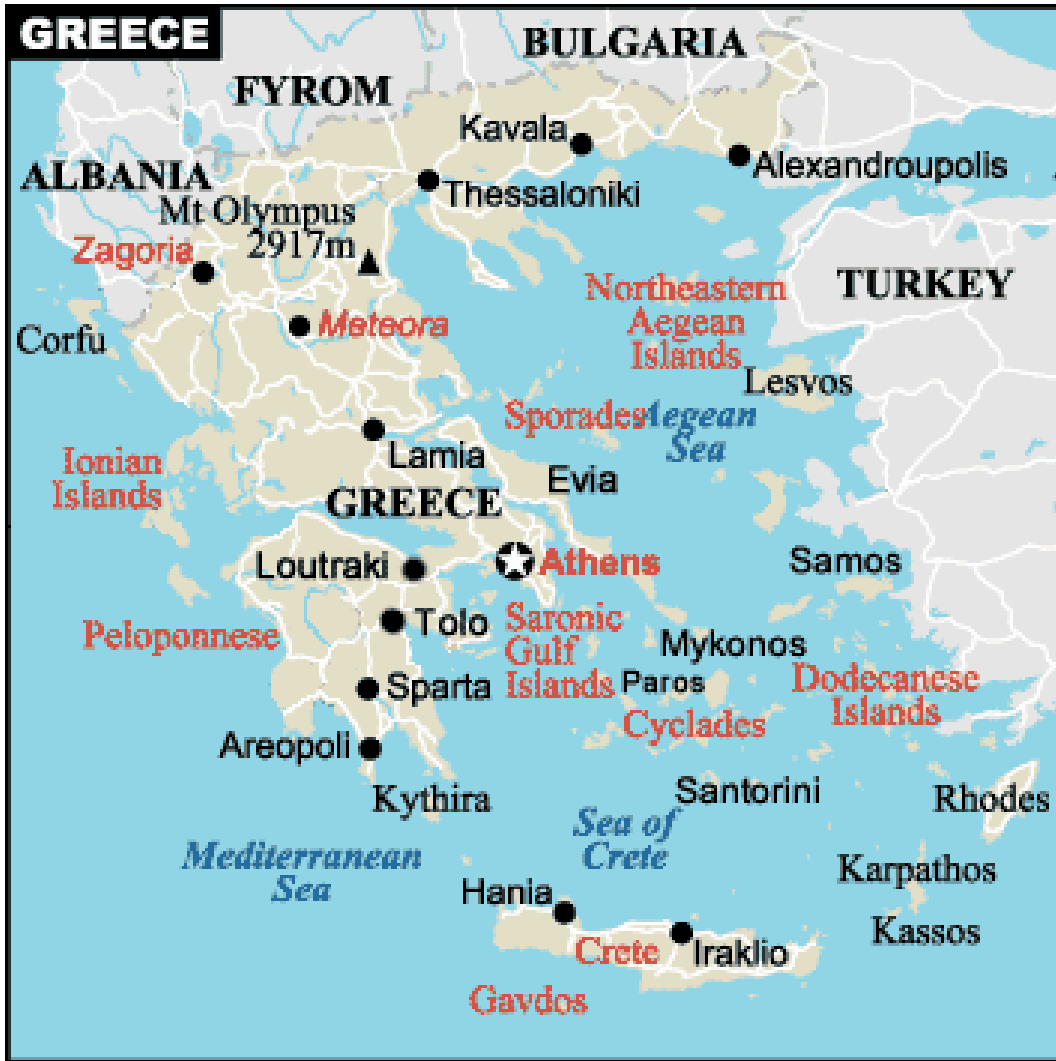 GREECE
BULGARIA
FYROM
Kavala
ALBANIA
Alexandroupolis
Thessaloniki
Mt Olympus
2917m
Zagoria
TURKEY
Northeastern
Aegean
Islands
Meteora
Corfu
Lesvos
Sporades
Aegean
Sea
Lamia
Ionian
Islands
Evia
GREECE
Athens
Loutraki
Samos
Peloponnese
Tolo
Saronic
Gulf
Islands
Mykonos
Paros
Sparta
Dodecanese
Islands
Cyclades
Areopoli
Kythira
Santorini
Rhodes
Sea of
Crete
Mediterranean
Sea
Karpathos
Hania
Kassos
Crete
Iraklio
Gavdos